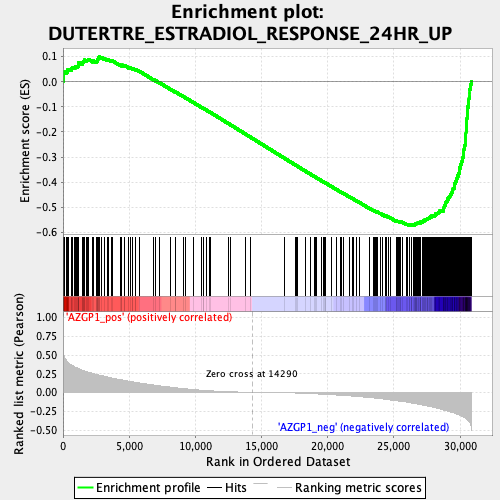 Enrichment plot:
DUTERTRE_ESTRADIOL_RESPONSE_24HR_UP
Enrichment score (ES)
0.1
0.0
-0.1
-0.2
-0.3
-0.4
-0.5
-0.6
Ranked list metric (Pearson)
1.00
0.75
0.50
0.25
0.00
-0.25
-0.50
'AZGP1_pos' (positively correlated)
Zero cross at 14290
'AZGP1_neg' (negatively correlated)
0
5,000
10,000
15,000
20,000
25,000
30,000
Rank in Ordered Dataset
Enrichment profile
Hits
Ranking metric scores